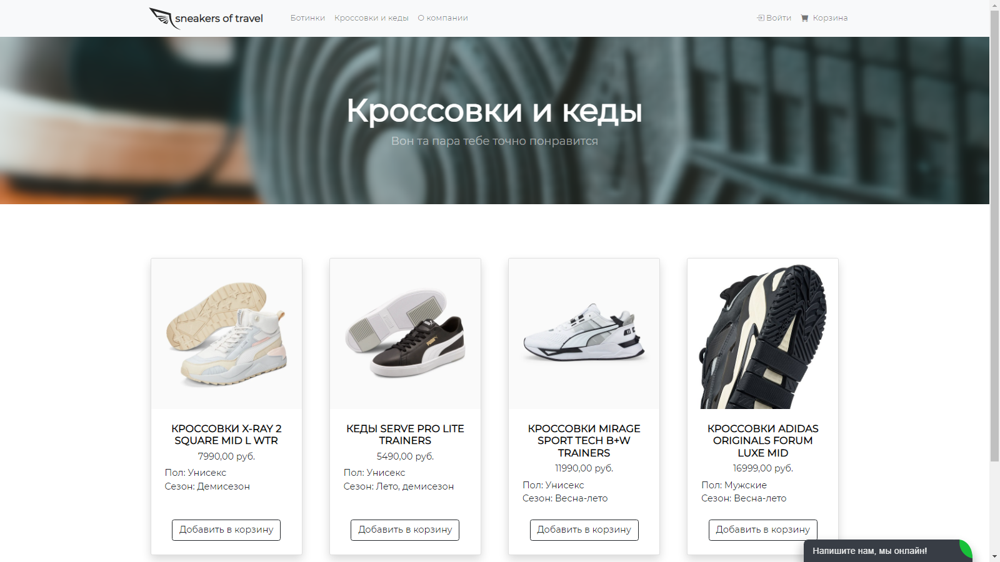 sneakers of travel
Ботинки
Кроссовки и кеды
О компании
Войти
Корзина
Кроссовки и кеды
Вон та пара тебе точно понравится
КРОССОВКИ X-RAY 2
SQUARE MID L WTR
7990,00 руб.
Пол: Унисекс
Сезон: Демисезон
Добавить в корзину
КЕДЫ SERVE PRO LITE
TRAINERS
5490,00 руб.
Пол: Унисекс
Сезон: Лето, демисезон
Добавить в корзину
КРОССОВКИ MIRAGE
SPORT TECH B+W
TRAINERS
11990,00 руб.
Пол: Унисекс
Сезон: Весна-лето
Добавить в корзину
КРОССОВКИ ADIDAS
ORIGINALS FORUM
LUXE MID
16999,00 руб.
Пол: Мужские
Сезон: Весна-лето
Добавить в корзину
Напишите нам, мы онлайн!